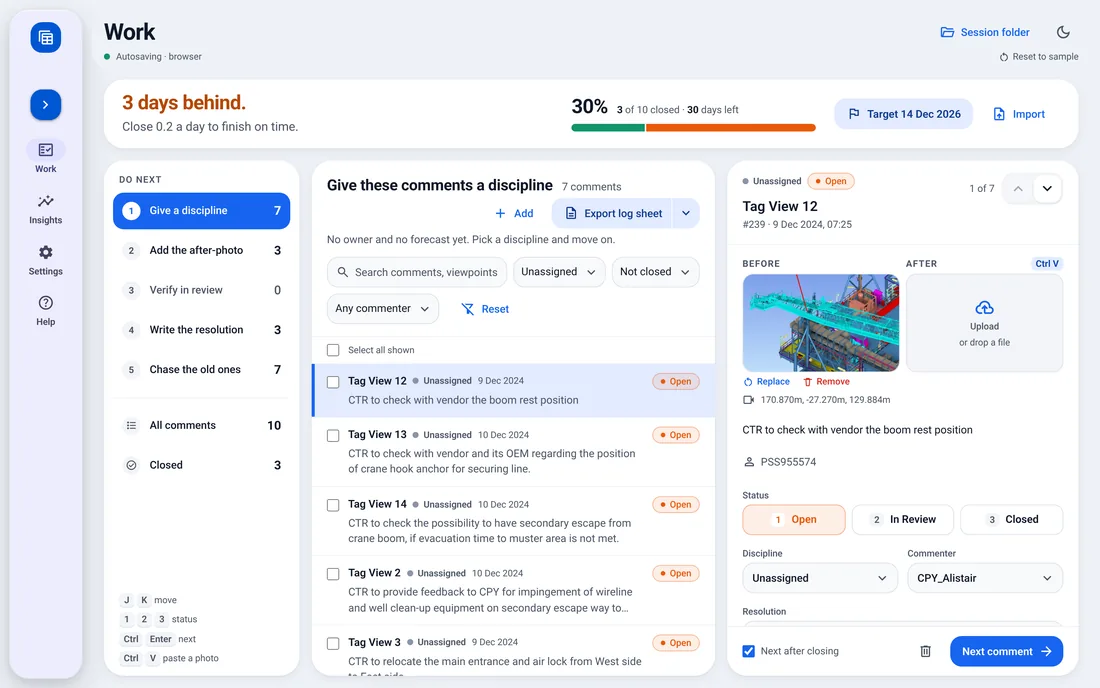 Work
Autosaving · browser
Session folder
Reset to sample
3 days behind.
Close 0.2 a day to finish on time.
30% 3 of 10 closed · 30 days left
Target 14 Dec 2026
Import
Work
Insights
Settings
Help
DO NEXT
1 Give a discipline 7
2 Add the after-photo 3
3 Verify in review 0
4 Write the resolution 3
5 Chase the old ones 7
All comments 10
Closed 3
J K move
1 2 3 status
Ctrl Enter next
Ctrl V paste a photo
Give these comments a discipline 7 comments
Add
Export log sheet
No owner and no forecast yet. Pick a discipline and move on.
Search comments, viewpoints
Unassigned
Not closed
Any commenter
Reset
Select all shown
Tag View 12 Unassigned 9 Dec 2024 Open
CTR to check with vendor the boom rest position
Tag View 13 Unassigned 10 Dec 2024 Open
CTR to check with vendor and its OEM regarding the position
of crane hook anchor for securing line.
Tag View 14 Unassigned 10 Dec 2024 Open
CTR to check the possibility to have secondary escape from
crane boom, if evacuation time to muster area is not met.
Tag View 2 Unassigned 10 Dec 2024 Open
CTR to provide feedback to CPY for impingement of wireline
and well clean-up equipment on secondary escape way to...
Tag View 3 Unassigned 9 Dec 2024 Open
CTR to relocate the main entrance and air lock from West side
to East side
Unassigned Open
1 of 7
Tag View 12
#239 · 9 Dec 2024, 07:25
BEFORE
AFTER Ctrl V
Upload
or drop a file
Replace Remove
170.870m, -27.270m, 129.884m
CTR to check with vendor the boom rest position
PSS955574
Status
1 Open
2 In Review
3 Closed
Discipline
Commenter
Unassigned
CPY_Alistair
Resolution
Next after closing
Next comment